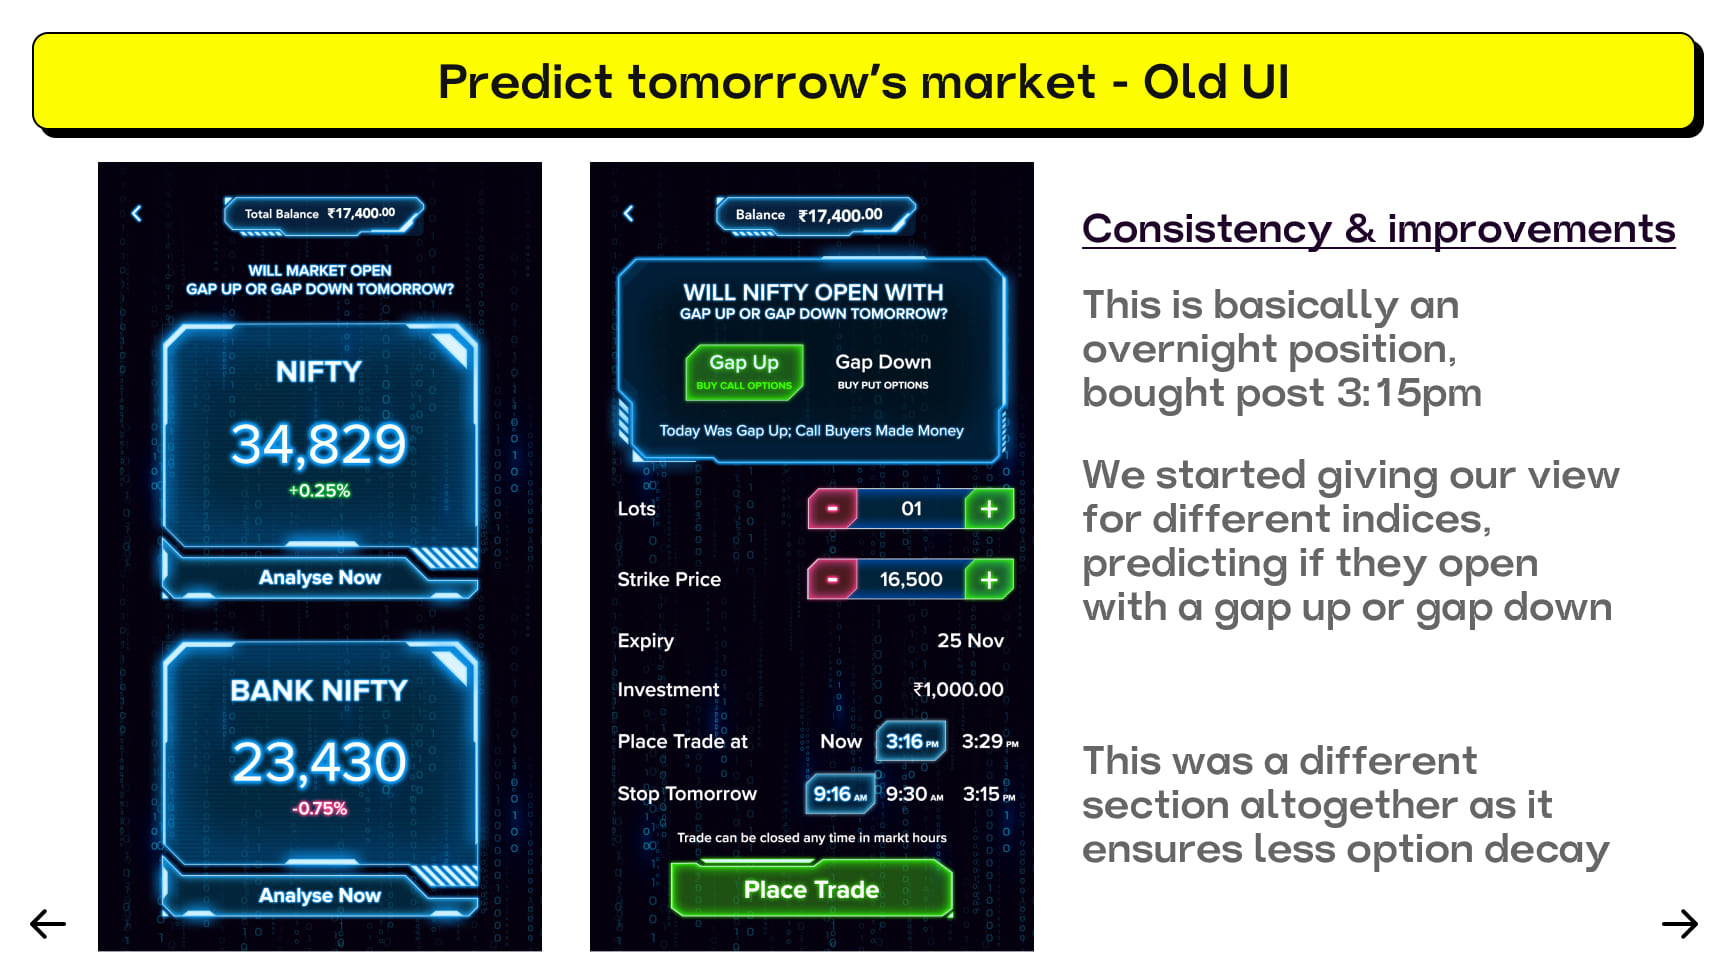 Predict tomorrow's market - Old UI
Total Balance ₹17,400.00
WILL MARKET OPEN
GAP UP OR GAP DOWN TOMORROW?
NIFTY
34,829
+0.25%
Analyse Now
BANK NIFTY
23,430
-0.75%
Analyse Now
Balance ₹17,400.00
WILL NIFTY OPEN WITH
GAP UP OR GAP DOWN TOMORROW?
Gap Up Gap Down
BUY CALL OPTIONS BUY PUT OPTIONS
Today Was Gap Up; Call Buyers Made Money
Lots - 01 +
Strike Price - 16,500 +
Expiry 25 Nov
Investment ₹1,000.00
Place Trade at Now 3:16 PM 3:29 PM
Stop Tomorrow 9:16 AM 9:30 AM 3:15 PM
Trade can be closed any time in markt hours
Place Trade
Consistency & improvements
This is basically an
overnight position,
bought post 3:15pm
We started giving our view
for different indices,
predicting if they open
with a gap up or gap down
This was a different
section altogether as it
ensures less option decay